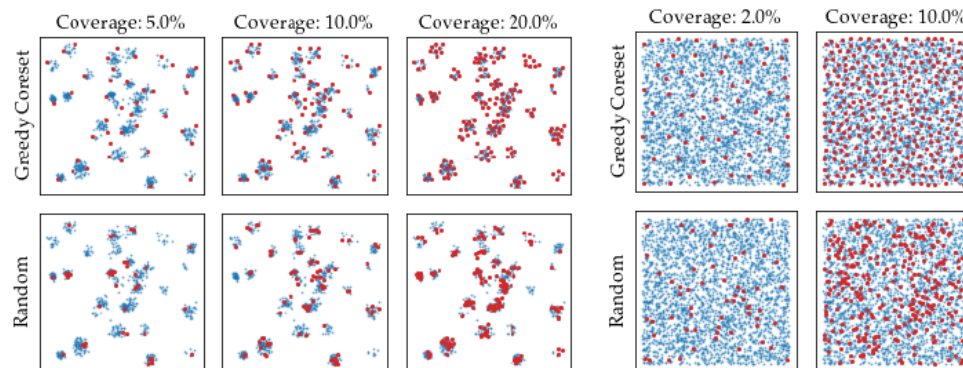 Coverage: 5.0%
Coverage: 10.0%
Coverage: 20.0%
Coverage: 2.0%
Coverage: 10.0%
Greedy Coreset
Greedy Coreset
Random
Random